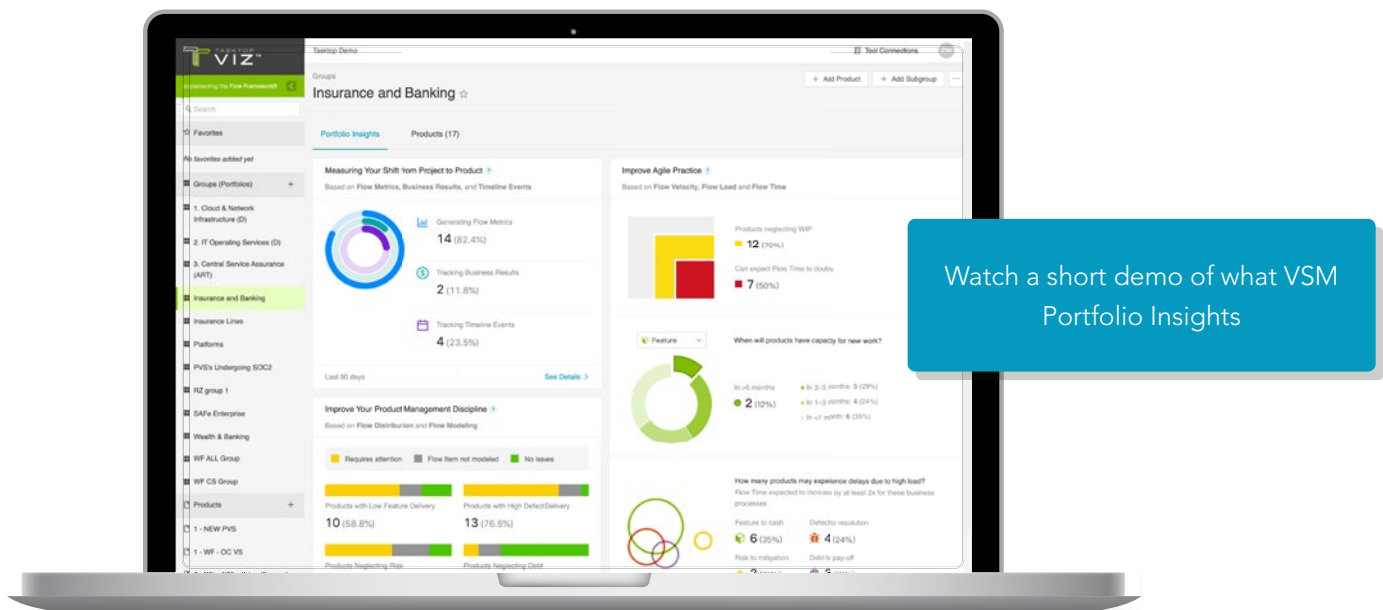 TASKTOP
VIZ™
Implementing the Flow Framework®
Search
Favorites
No favorites added yet
Groups (Portfolios) +
1. Cloud & Network
Infrastructure (D)
2. IT Operating Services (D)
3. Central Service Assurance
(ART)
Insurance and Banking
Insurance Lines
Platforms
PVS's Undergoing SOC2
RZ group 1
SAFe Enterprise
Wealth & Banking
WF ALL Group
WF CS Group
Products +
1 - NEW PVS
1 - WF - OC VS
Tasktop Demo
Tool Connections
Groups
Insurance and Banking
+ Add Product
+ Add Subgroup
Portfolio Insights
Products (17)
Measuring Your Shift from Project to Product ?
Based on Flow Metrics, Business Results, and Timeline Events
Generating Flow Metrics
14 (82.4%)
Tracking Business Results
2 (11.8%)
Tracking Timeline Events
4 (23.5%)
Last 90 days
See Details >
Improve Your Product Management Discipline ?
Based on Flow Distribution and Flow Modeling
Requires attention
Flow Item not modeled
No issues
Products with Low Feature Delivery
10 (58.8%)
Products with High Defect Delivery
13 (76.5%)
Products Neglecting Risk
Products Neglecting Debt
Improve Agile Practice ?
Based on Flow Velocity, Flow Load and Flow Time
Products neglecting WIP
12 (70%)
Can expect Flow Time to
7 (50%)
Feature
When will products have capacity for new work?
In >5 months
2 (12%)
In 3-5 months: 5 (29%)
In 1-3 months: 4 (24%)
In <1 month: 6 (35%)
How many products may experience delays due to high load?
Flow Time expected to increase by at least 2x for these business
processes
Feature to cash
6 (35%)
Defect to resolution
4 (24%)
Risk to mitigation
Debt to pay-off
Watch a short demo of what VSM
Portfolio Insights